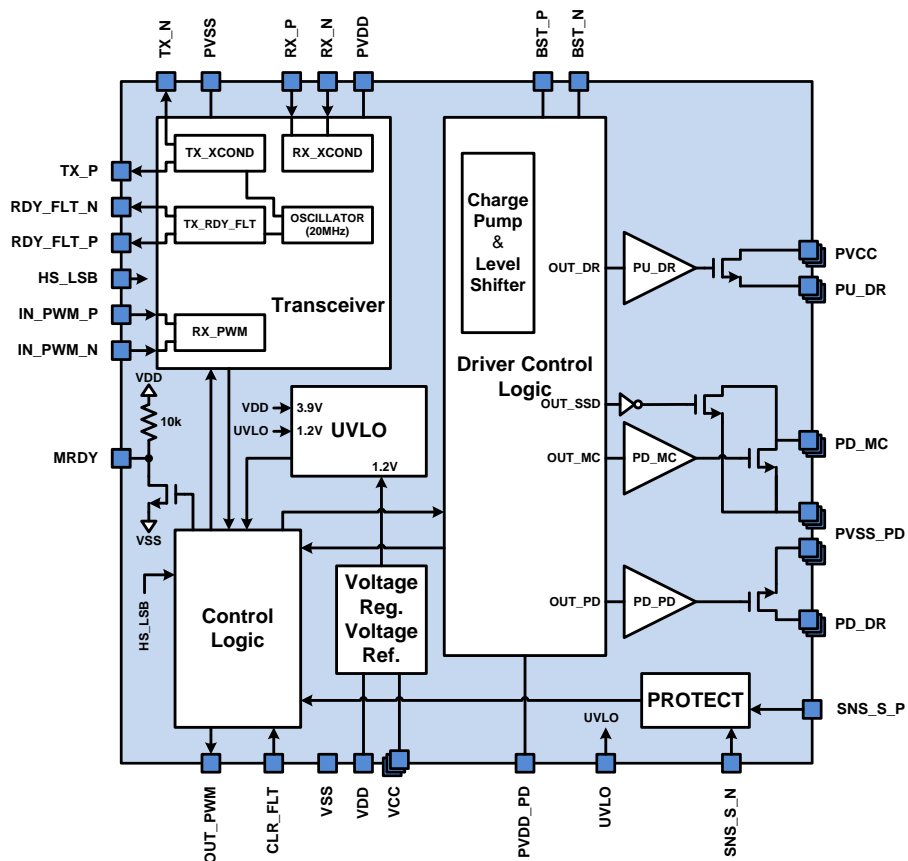 TX_N
PVSS
RX_P
RX_N
PVDD
BST_P
BST_N
TX_P
RDY_FLT_N
RDY_FLT_P
HS_LSB
IN_PWM_P
IN_PWM_N
MRDY
TX_XCOND
RX_XCOND
TX_RDY_FLT
OSCILLATOR
(20MHz)
Transceiver
RX_PWM
VDD
10k
VSS
VDD
3.9V
UVLO
1.2V
UVLO
1.2V
HS_LSB
Control
Logic
Voltage
Reg.
Voltage
Ref.
Charge
Pump
&
Level
Shifter
Driver Control
Logic
OUT_DR
PU_DR
OUT_SSD
OUT_MC
PD_MC
OUT_PD
PD_PD
PROTECT
UVLO
PVCC
PU_DR
PD_MC
PVSS_PD
PD_DR
SNS_S_P
OUT_PWM
CLR_FLT
VSS
VDD
VCC
PVDD_PD
UVLO
SNS_S_N